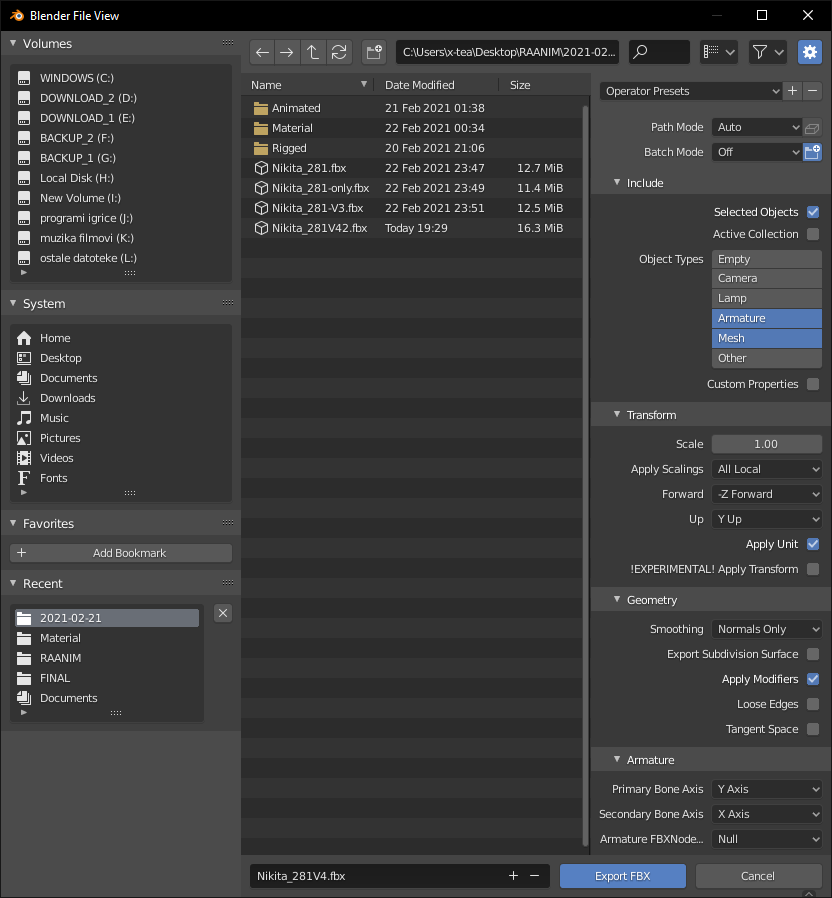 Blender File View
Volumes
WINDOWS (C:)
DOWNLOAD_2 (D:)
DOWNLOAD_1 (E:)
BACKUP_2 (F:)
BACKUP_1 (G:)
Local Disk (H:)
New Volume (I:)
programi igrice (J:)
muzika filmovi (K:)
ostale datoteke (L:)
System
Home
Desktop
Documents
Downloads
Music
Pictures
Videos
Fonts
Favorites
Add Bookmark
Recent
2021-02-21
Material
RAANIM
FINAL
Documents
C:\Users\x-tea\Desktop\RAANIM\2021-02...
Name Date Modified Size
Animated 21 Feb 2021 01:38
Material 22 Feb 2021 00:34
Rigged 20 Feb 2021 21:06
Nikita_281.fbx 22 Feb 2021 23:47 12.7 MiB
Nikita_281-only.fbx 22 Feb 2021 23:49 11.4 MiB
Nikita_281-V3.fbx 22 Feb 2021 23:51 12.5 MiB
Nikita_281V42.fbx Today 19:29 16.3 MiB
Nikita_281V4.fbx
Operator Presets
Path Mode Auto
Batch Mode Off
Include
Selected Objects
Active Collection
Object Types Empty
Camera
Lamp
Armature
Mesh
Other
Custom Properties
Transform
Scale 1.00
Apply Scalings All Local
Forward -Z Forward
Up Y Up
Apply Unit
!EXPERIMENTAL! Apply Transform
Geometry
Smoothing Normals Only
Export Subdivision Surface
Apply Modifiers
Loose Edges
Tangent Space
Armature
Primary Bone Axis Y Axis
Secondary Bone Axis X Axis
Armature FBXNode... Null
Export FBX Cancel